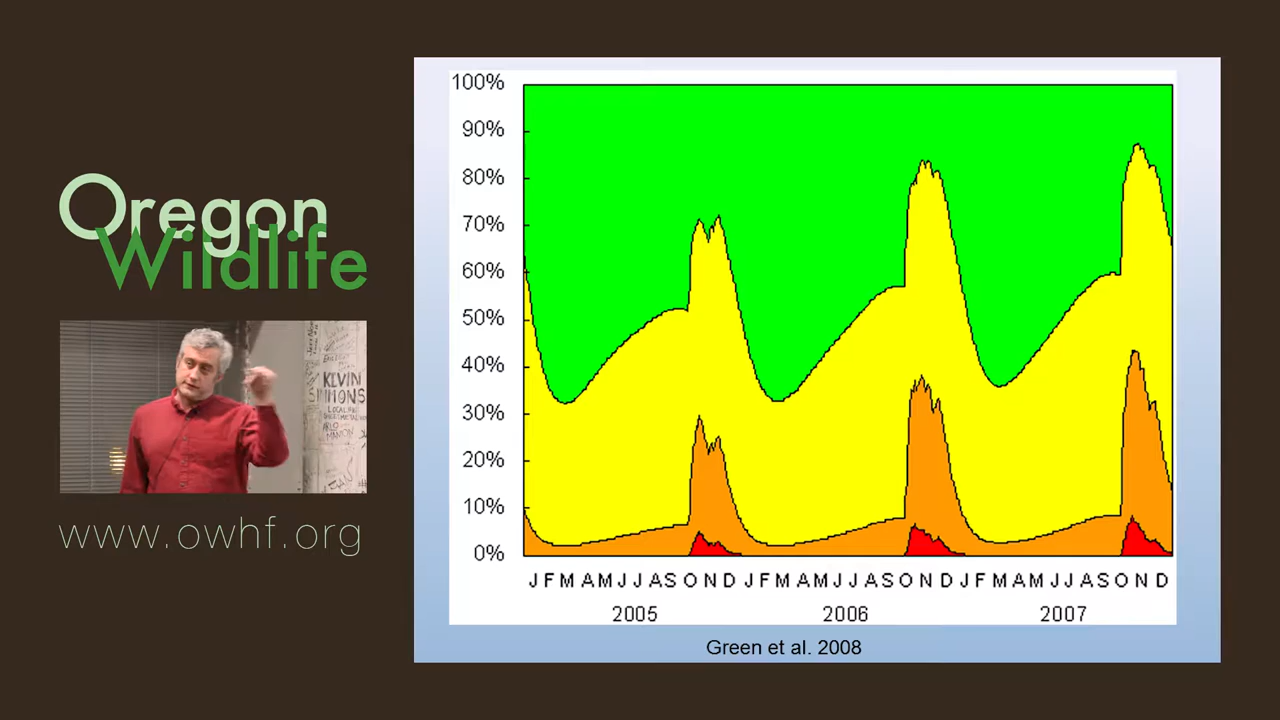 Oregon
Wildlife
KEVIN
SIMMONS
www.owhf.org
100%
90%
80%
70%
60%
50%
40%
30%
20%
10%
0%
J F M A M J J A S O N D J F M A M J J A S O N D J F M A M J J A S O N D
2005 2006 2007
Green et al. 2008